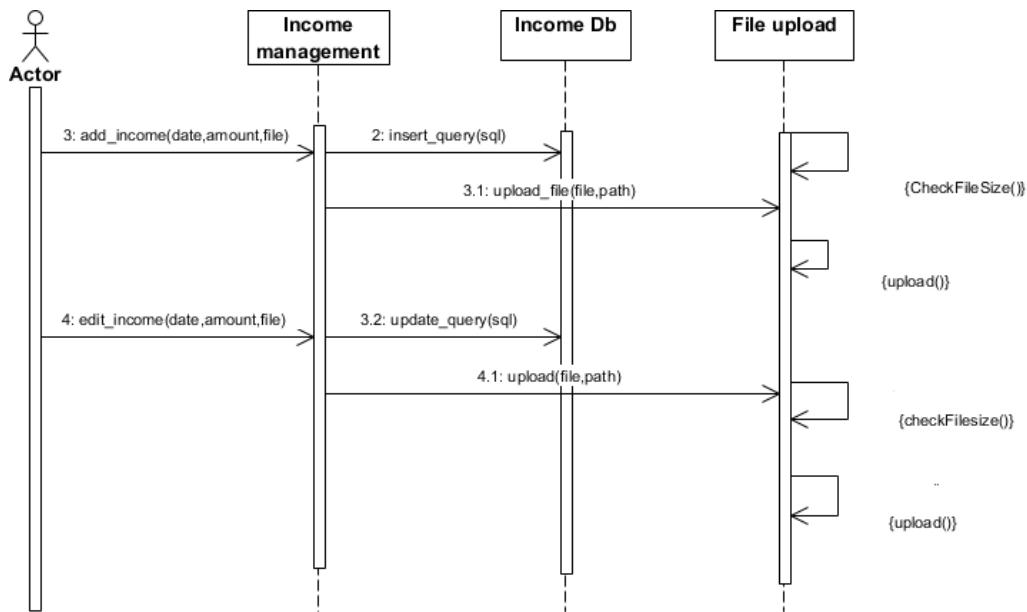 Actor
Income
management
Income Db
File upload
3: add_income(date,amount,file)
2: insert_query(sql)
{CheckFileSize()}
3.1: upload_file(file,path)
{upload()}
4: edit_income(date,amount,file)
3.2: update_query(sql)
4.1: upload(file,path)
{checkFilesize()}
..
{upload()}